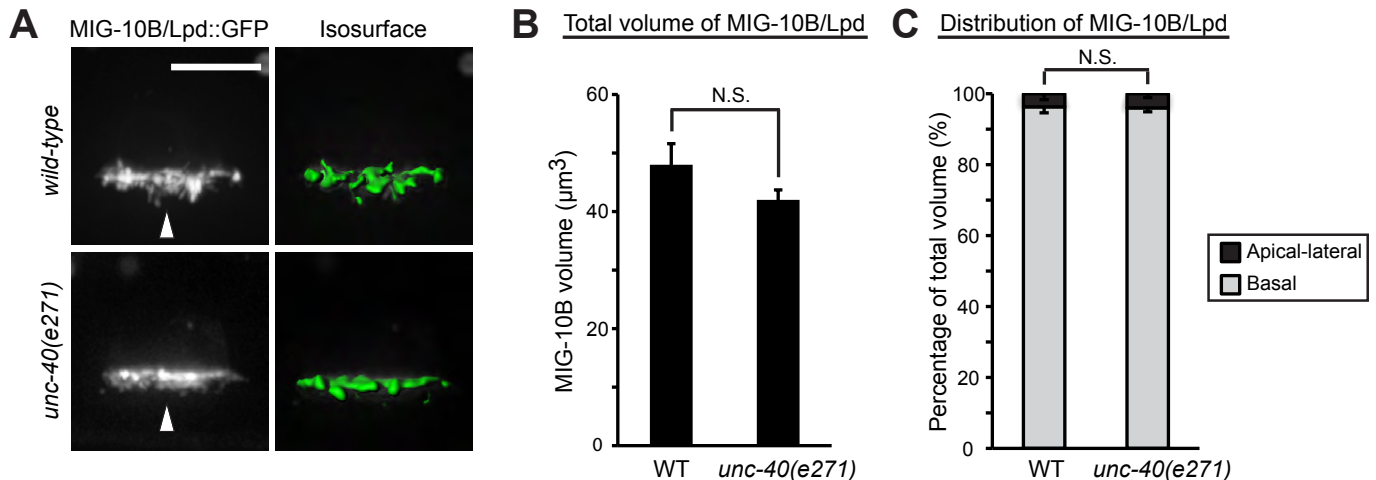 A
MIG-10B/Lpd::GFP
Isosurface
wild-type
unc-40(e271)
B
Total volume of MIG-10B/Lpd
N.S.
MIG-10B volume (µm3)
60
40
20
0
WT
unc-40(e271)
C
Distribution of MIG-10B/Lpd
N.S.
Percentage of total volume (%)
100
80
60
40
20
0
WT
unc-40(e271)
Apical-lateral
Basal